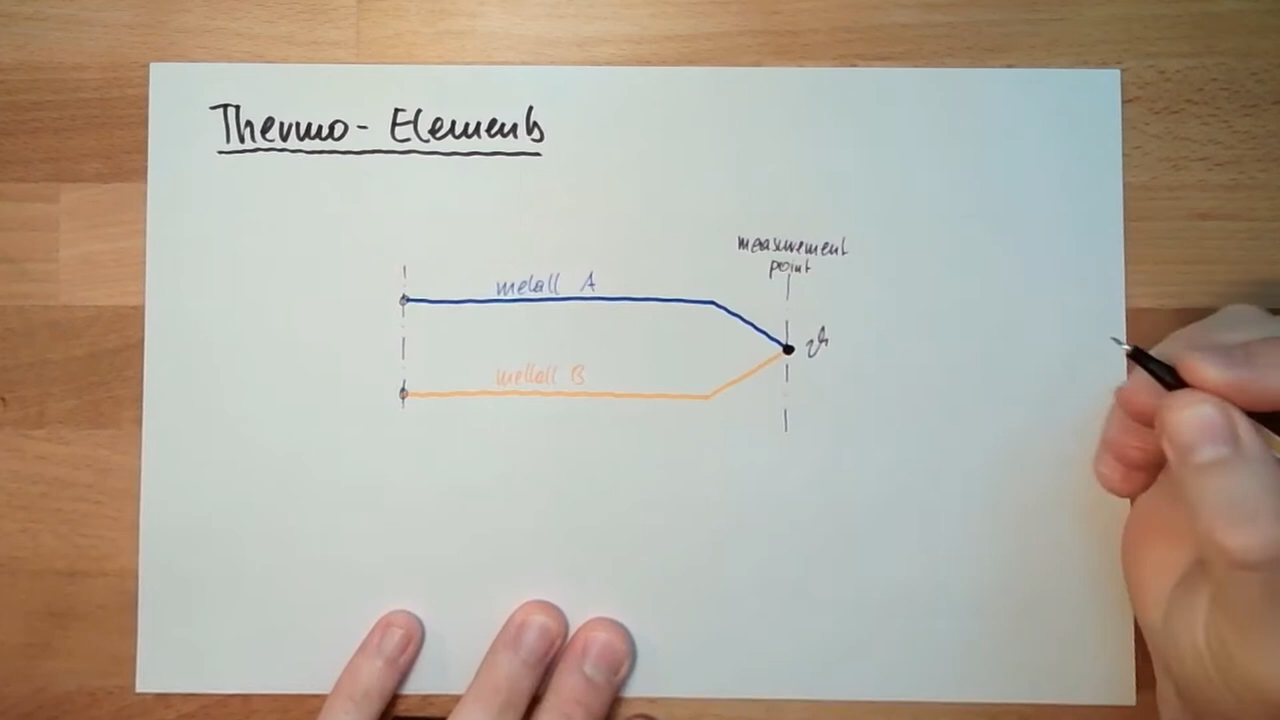 Thermo-Elements
measurement
point
metall A
ϑ
metall B